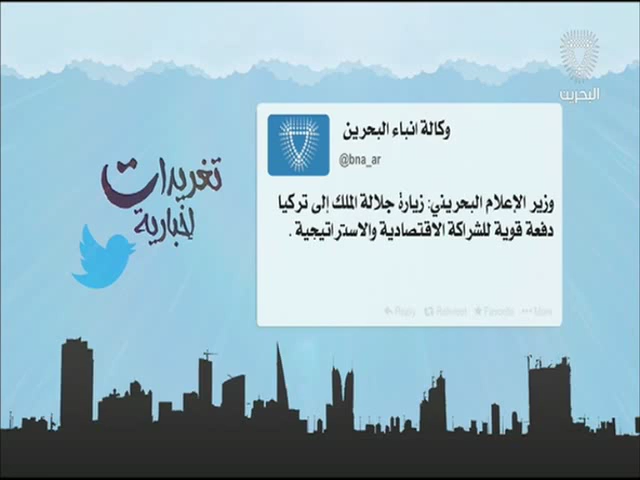 البحرين
وكالة انباء البحرين
@bna_ar
تغريدات
إخبارية
وزير الإعلام البحريني: زيارة جلالة الملك إلى تركيا
دفعة قوية للشراكة الاقتصادية والاستراتيجية .
Reply Retweet Favorite More